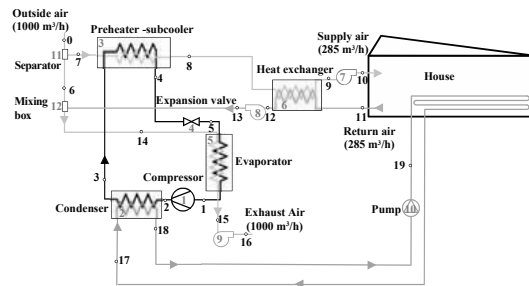 Outside air
(1000 m³/h)
0
11
Separator
7
Preheater -subcooler
3
4
8
Supply air
(285 m³/h)
Heat exchanger
9
7
10
House
6
6
Mixing
box
12
Expansion valve
13
8
12
11
Return air
(285 m³/h)
4
5
5
14
Evaporator
19
Compressor
3
Condenser
2
2
1
1
15
Exhaust Air
(1000 m³/h)
9
16
Pump
10
18
17